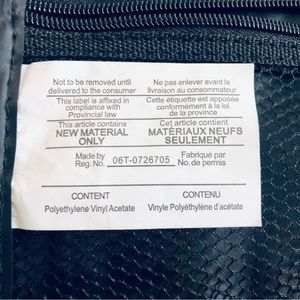 Not to be removed until
delivered to the consumer
Ne pas enlever avant la
livraison au consommateur
This label is affixed in
compliance with
Provincial law
Cette étiquette est apposée
conformément à la loi
de la province
This article contains
NEW MATERIAL
ONLY
Cet article contient
MATÉRIAUX NEUFS
SEULEMENT
Made by
Reg. No.
06T-0726705
Fabriqué par
No. de permis
CONTENT
Polyethylene Vinyl Acetate
CONTENU
Vinyle Polyéthylène d'acétate